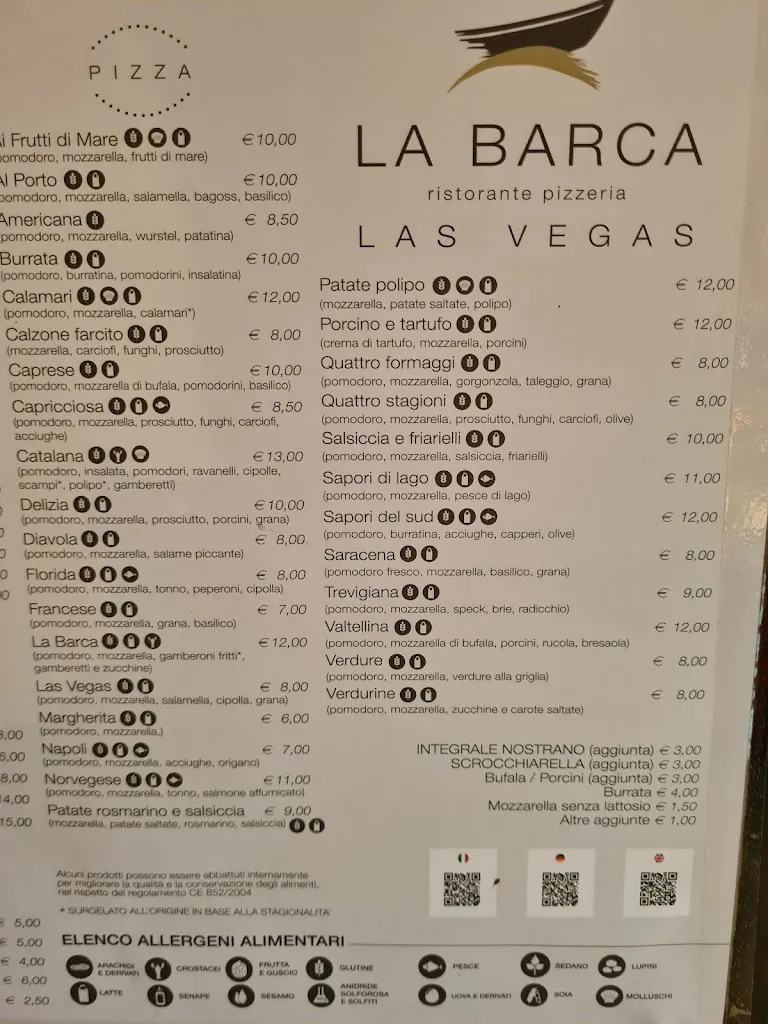 PIZZA
Frutti di Mare € 10,00
pomodoro, mozzarella, frutti di mare)
Al Porto € 10,00
pomodoro, mozzarella, salamella, bagoss, basilico)
Americana € 8,50
pomodoro, mozzarella, wurstel, patatina)
Burrata € 10,00
(pomodoro, burratina, pomodorini, insalatina)
Calamari € 12,00
(pomodoro, mozzarella, calamari*)
Calzone farcito € 8,00
(mozzarella, carciofi, funghi, prosciutto)
Caprese € 10,00
(pomodoro, mozzarella di bufala, pomodorini, basilico)
Capricciosa € 8,50
(pomodoro, mozzarella, prosciutto, funghi, carciofi,
acciughe)
Catalana € 13,00
(pomodoro, insalata, pomodori, ravanelli, cipolle,
scampi*, polipo*, gamberetti)
Delizia € 10,00
(pomodoro, mozzarella, prosciutto, porcini, grana)
Diavola € 8,00
(pomodoro, mozzarella, salame piccante)
Florida € 8,00
(pomodoro, mozzarella, tonno, peperoni, cipolla)
Francese € 7,00
(pomodoro, mozzarella, grana, basilico)
La Barca € 12,00
(pomodoro, mozzarella, gamberoni fritti*,
gamberetti e zucchine)
Las Vegas € 8,00
(pomodoro, mozzarella, salamella, cipolla, grana)
Margherita € 6,00
(pomodoro, mozzarella,)
Napoli € 7,00
(pomodoro, mozzarella, acciughe, origano)
Norvegese € 11,00
(pomodoro, mozzarella, tonno, salmone affumicato)
Patate rosmarino e salsiccia € 9,00
(mozzarella, patate saltate, rosmarino, salsiccia)
Alcuni prodotti possono essere abbattuti internamente
per migliorare la qualità e la conservazione degli alimenti,
nel rispetto del regolamento CE 852/2004
* SURGELATO ALL'ORIGINE IN BASE ALLA STAGIONALITA'
LA BARCA
ristorante pizzeria
LAS VEGAS
Patate polipo € 12,00
(mozzarella, patate saltate, polipo)
Porcino e tartufo € 12,00
(crema di tartufo, mozzarella, porcini)
Quattro formaggi € 8,00
(pomodoro, mozzarella, gorgonzola, taleggio, grana)
Quattro stagioni € 8,00
(pomodoro, mozzarella, prosciutto, funghi, carciofi, olive)
Salsiccia e friarielli € 10,00
(pomodoro, mozzarella, salsiccia, friarielli)
Sapori di lago € 11,00
(pomodoro, mozzarella, pesce di lago)
Sapori del sud € 12,00
(pomodoro, burratina, acciughe, capperi, olive)
Saracena € 8,00
(pomodoro fresco, mozzarella, basilico, grana)
Trevigiana € 9,00
(pomodoro, mozzarella, speck, brie, radicchio)
Valtellina € 12,00
(pomodoro, mozzarella di bufala, porcini, rucola, bresaola)
Verdure € 8,00
(pomodoro, mozzarella, verdure alla griglia)
Verdurine € 8,00
(pomodoro, mozzarella, zucchine e carote saltate)
INTEGRALE NOSTRANO (aggiunta) € 3,00
SCROCCHIARELLA (aggiunta) € 3,00
Bufala / Porcini (aggiunta) € 3,00
Burrata € 4,00
Mozzarella senza lattosio € 1,50
Altre aggiunte € 1,00
14,00
15,00
€ 5,00
€ 5,00
€ 4,00
€ 6,00
€ 2,50
ELENCO ALLERGENI ALIMENTARI
ARACHIDI
E DERIVATI
CROSTACEI
FRUTTA
E GUSCIO
GLUTINE
PESCE
SEDANO
LUPINI
LATTE
SENAPE
SESAMO
ANIDRIDE
SOLFOROSA
E SOLFITI
UOVA E DERIVATI
SOIA
MOLLUSCHI